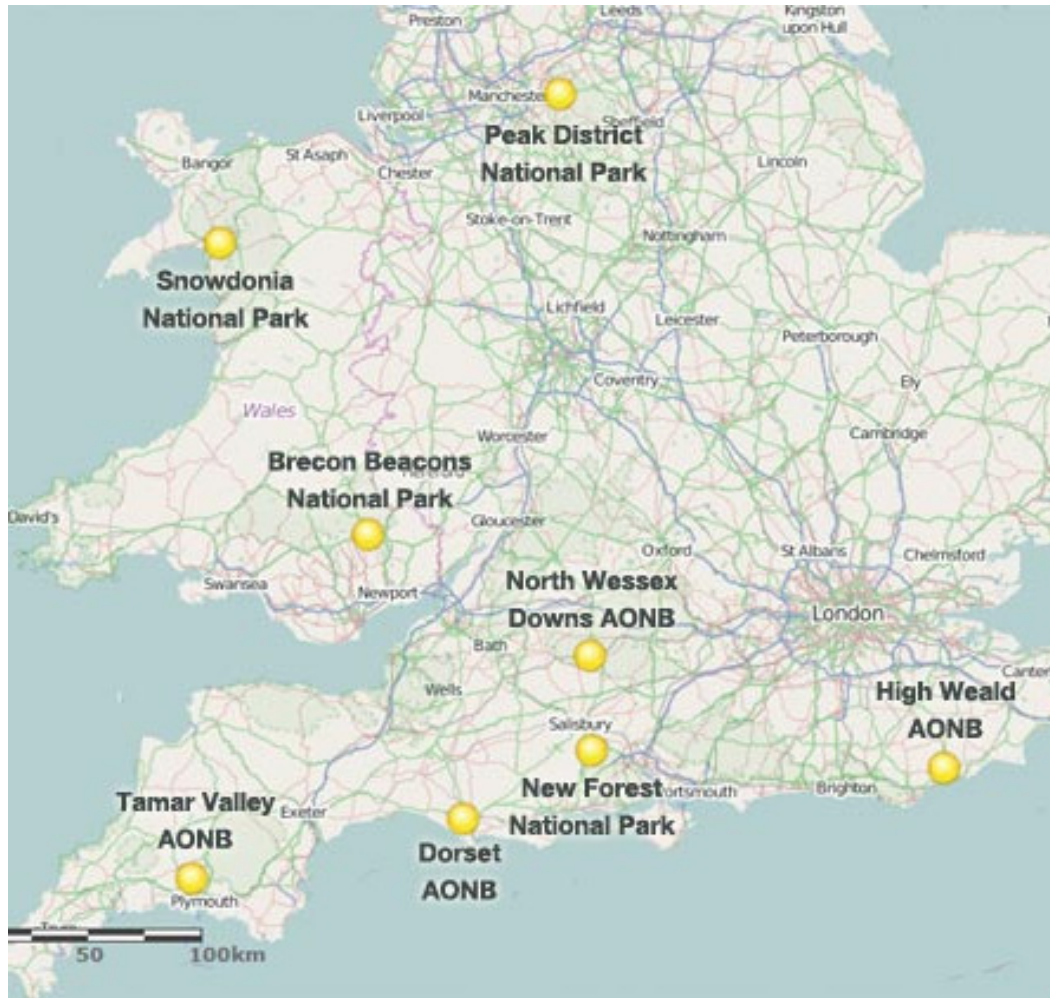 Preston
Leeds
Kingston
upon Hull
Manchester
Liverpool
Sheffield
Peak District
National Park
Bangor
St Asaph
Chester
Lincoln
Stoke-on-Trent
Nottingham
Snowdonia
National Park
Lichfield
Leicester
Peterborough
Coventry
Ely
Wales
Worcester
Cambridge
Brecon Beacons
National Park
Hereford
David's
Gloucester
Oxford
St Albans
Chelmsford
Swansea
Newport
North Wessex
Downs AONB
London
Bath
Wells
Canter
High Weald
AONB
Salisbury
New Forest
National Park
ortsmouth
Brighton
Tamar Valley
AONB
Exeter
Dorset
AONB
Plymouth
50
100km